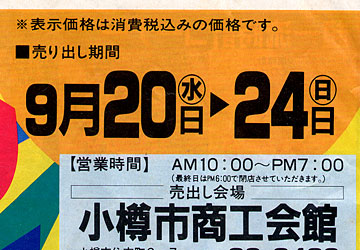 ※表示価格は消費税込みの価格です。
■売り出し期間
9月20日㊌▶24日㊐
【営業時間】 AM10:00〜PM7:00
(最終日はPM6:00で閉店させていただきます。)
売出し会場
小樽市商工会館